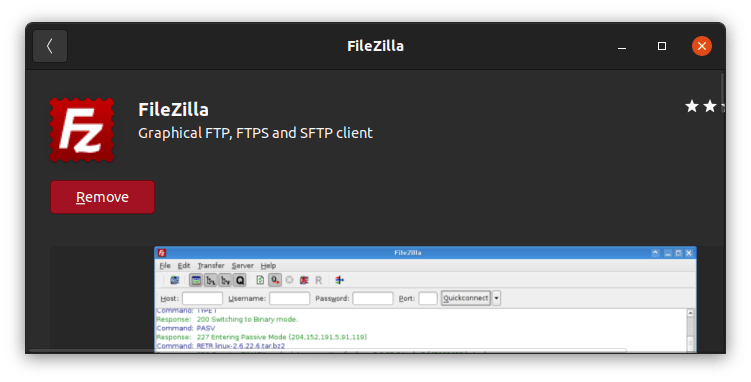 FileZilla
Fz
FileZilla
Graphical FTP, FTPS and SFTP client
Remove
FileZilla
File Edit Transfer Server Help
Host: Username: Password: Port: Quickconnect
Command: TYPE I
Response: 200 Switching to Binary mode.
Command: PASV
Response: 227 Entering Passive Mode (204,152,191,5,91,119)
Command: RETR linux-2.6.22.6.tar.bz2